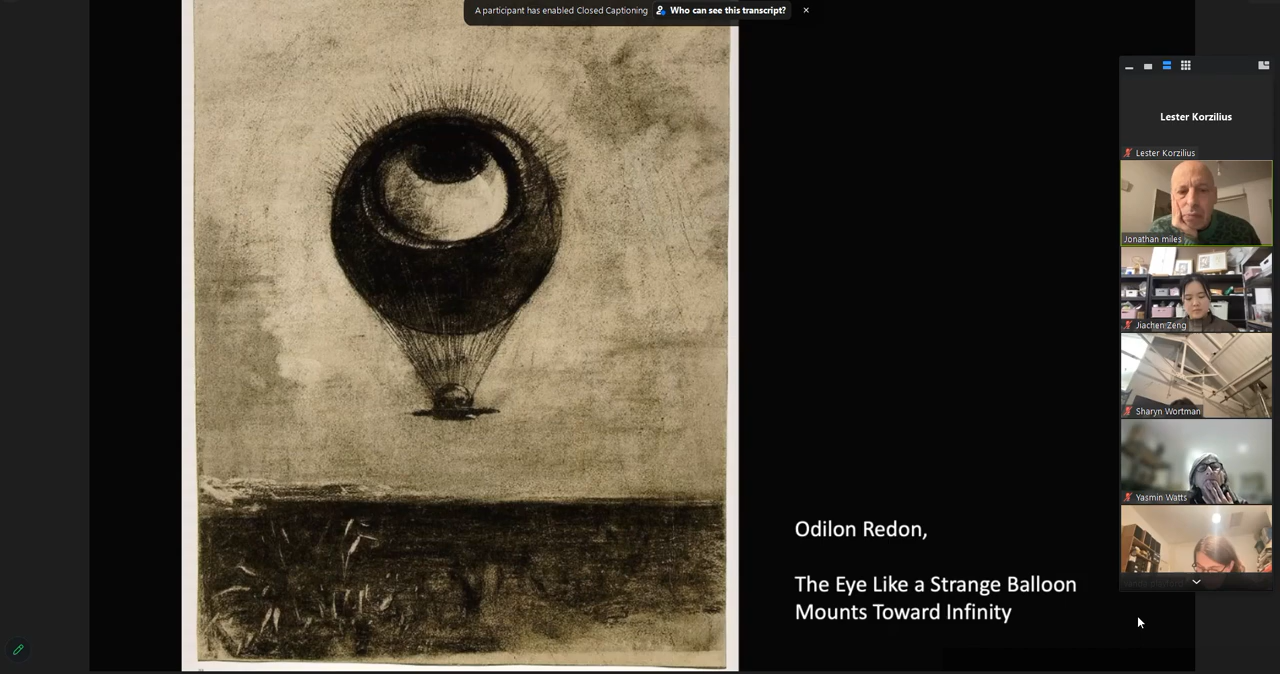 A participant has enabled Closed Captioning Who can see this transcript?
Lester Korzilius
Lester Korzilius
Jonathan miles
Jiachen Zeng
Sharyn Wortman
Yasmin Watts
Odilon Redon,
The Eye Like a Strange Balloon
Mounts Toward Infinity